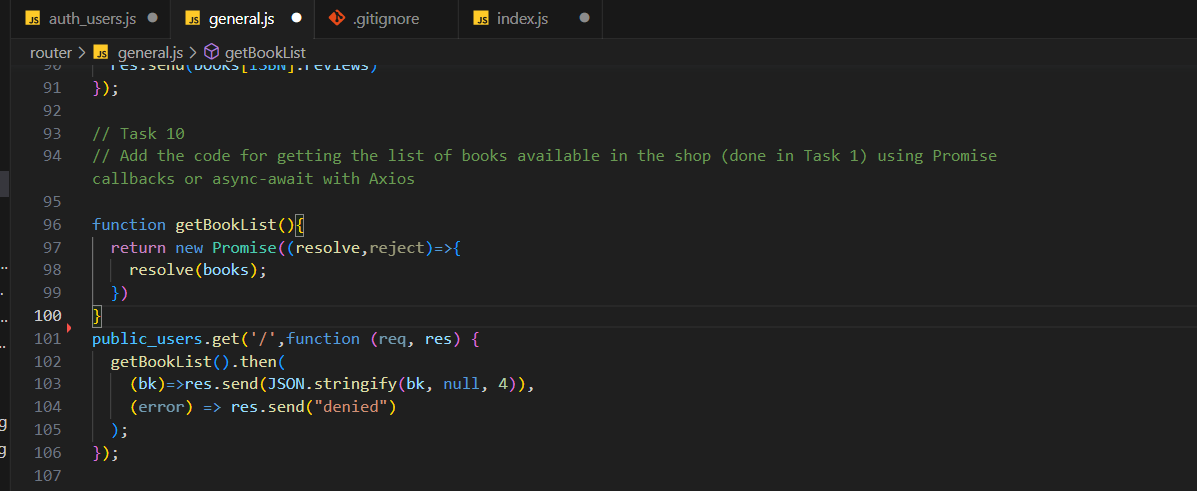 JS auth_users.js
JS general.js
.gitignore
JS index.js
router > JS general.js > getBookList
90 res.send(books[ISBN].reviews)
91 });
92
93 // Task 10
94 // Add the code for getting the list of books available in the shop (done in Task 1) using Promise
callbacks or async-await with Axios
95
96 function getBookList(){
97 return new Promise((resolve,reject)=>{
98 resolve(books);
99 })
100 }
101 public_users.get('/',function (req, res) {
102 getBookList().then(
103 (bk)=>res.send(JSON.stringify(bk, null, 4)),
104 (error) => res.send("denied")
105 );
106 });
107